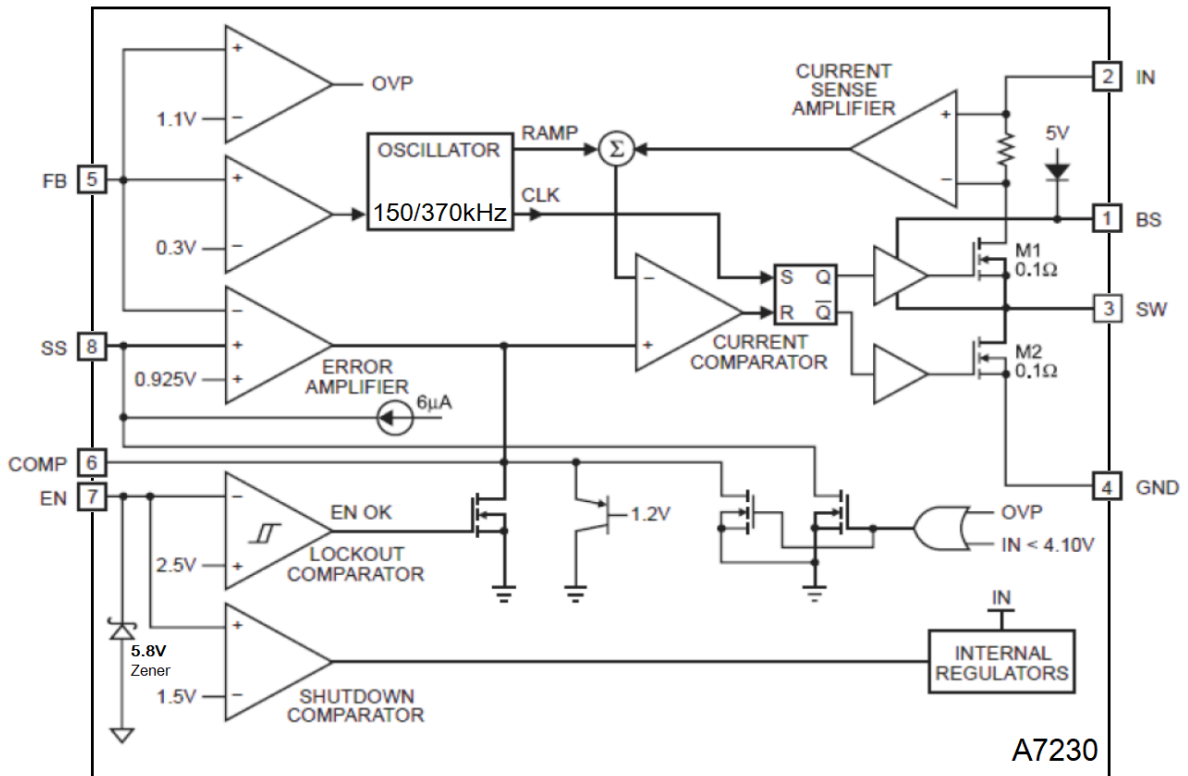 OVP
1.1V
FB 5
0.3V
OSCILLATOR
150/370kHz
RAMP
CLK
Σ
CURRENT
SENSE
AMPLIFIER
2 IN
5V
1 BS
M1
0.1Ω
3 SW
M2
0.1Ω
4 GND
S Q
R Q̅
CURRENT
COMPARATOR
SS 8
0.925V
ERROR
AMPLIFIER
6µA
COMP 6
EN 7
EN OK
LOCKOUT
COMPARATOR
2.5V
1.2V
OVP
IN < 4.10V
5.8V
Zener
1.5V
SHUTDOWN
COMPARATOR
IN
INTERNAL
REGULATORS
A7230
+
−
+
−
−
+
+
+
−
−
+
−
+
+
−